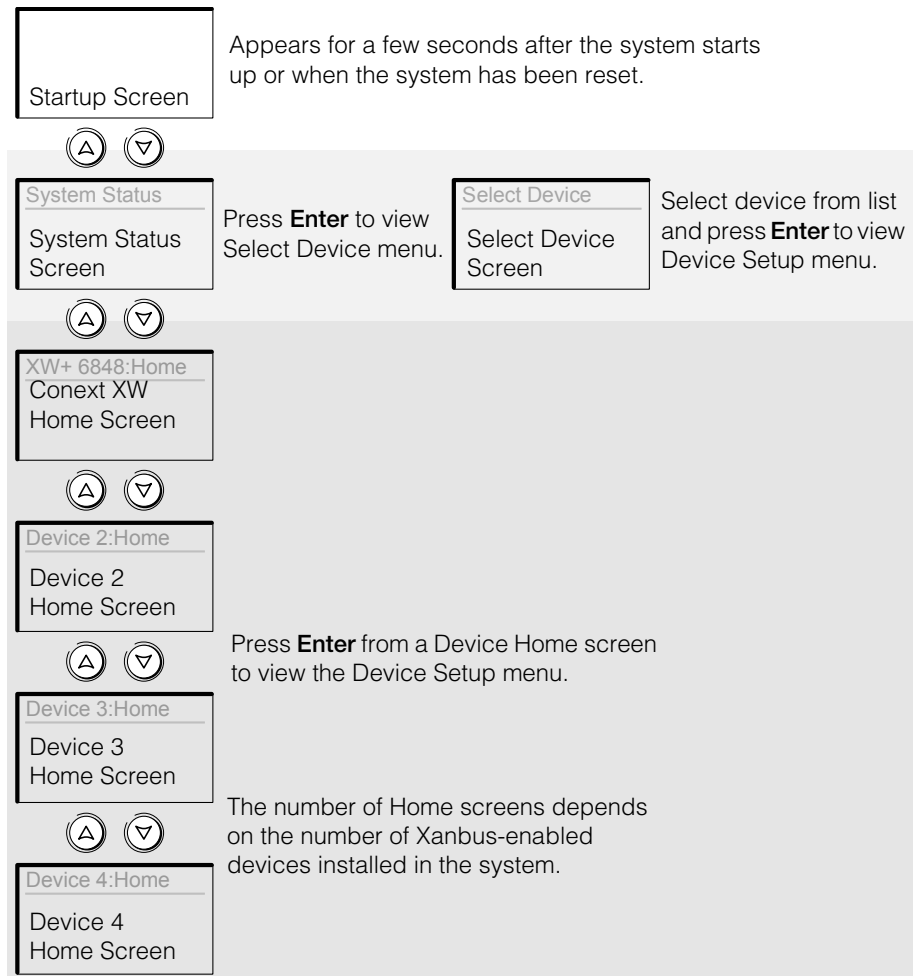 Startup Screen
Appears for a few seconds after the system starts
up or when the system has been reset.
System Status
System Status
Screen
Press Enter to view
Select Device menu.
Select Device
Select Device
Screen
Select device from list
and press Enter to view
Device Setup menu.
XW+ 6848:Home
Conext XW
Home Screen
Device 2:Home
Device 2
Home Screen
Press Enter from a Device Home screen
to view the Device Setup menu.
Device 3:Home
Device 3
Home Screen
The number of Home screens depends
on the number of Xanbus-enabled
devices installed in the system.
Device 4:Home
Device 4
Home Screen